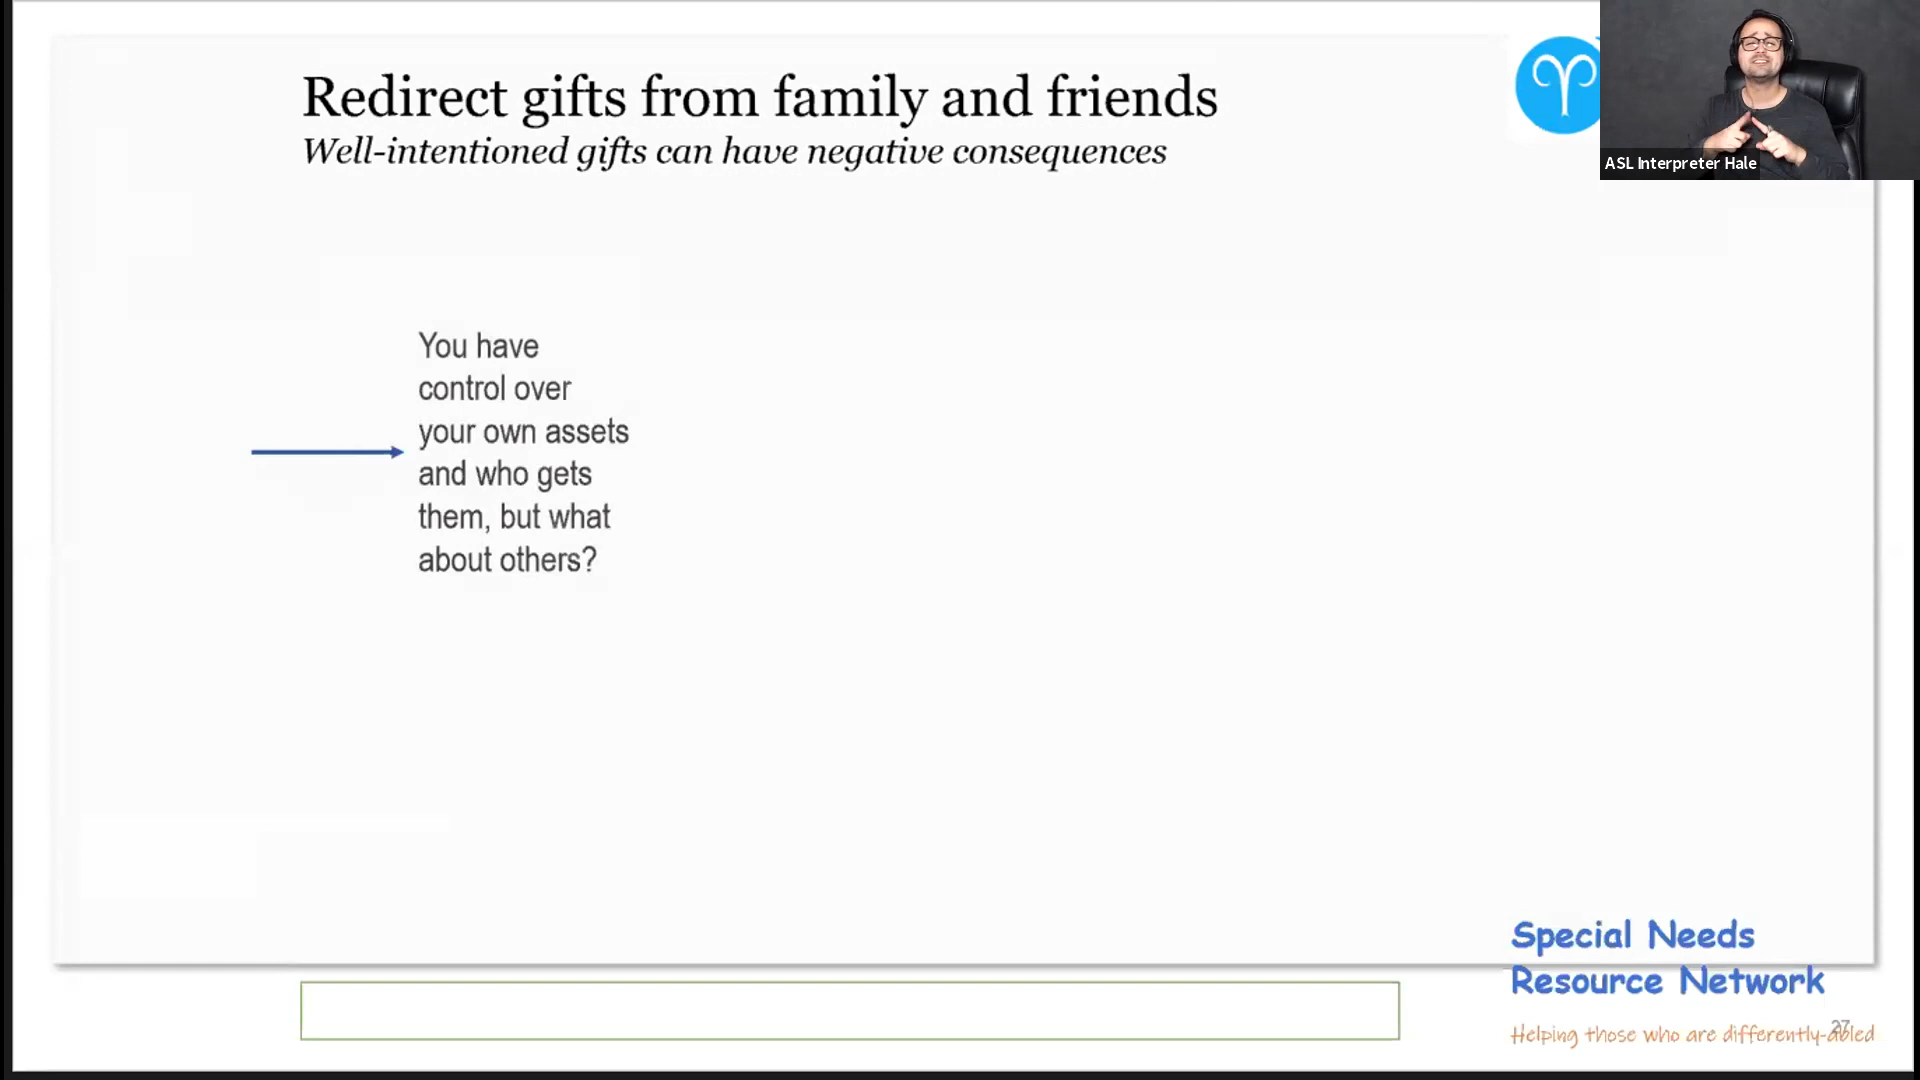 Redirect gifts from family and friends
Well-intentioned gifts can have negative consequences
ASL Interpreter Hale
You have
control over
your own assets
and who gets
them, but what
about others?
Special Needs
Resource Network
27
Helping those who are differently-abled